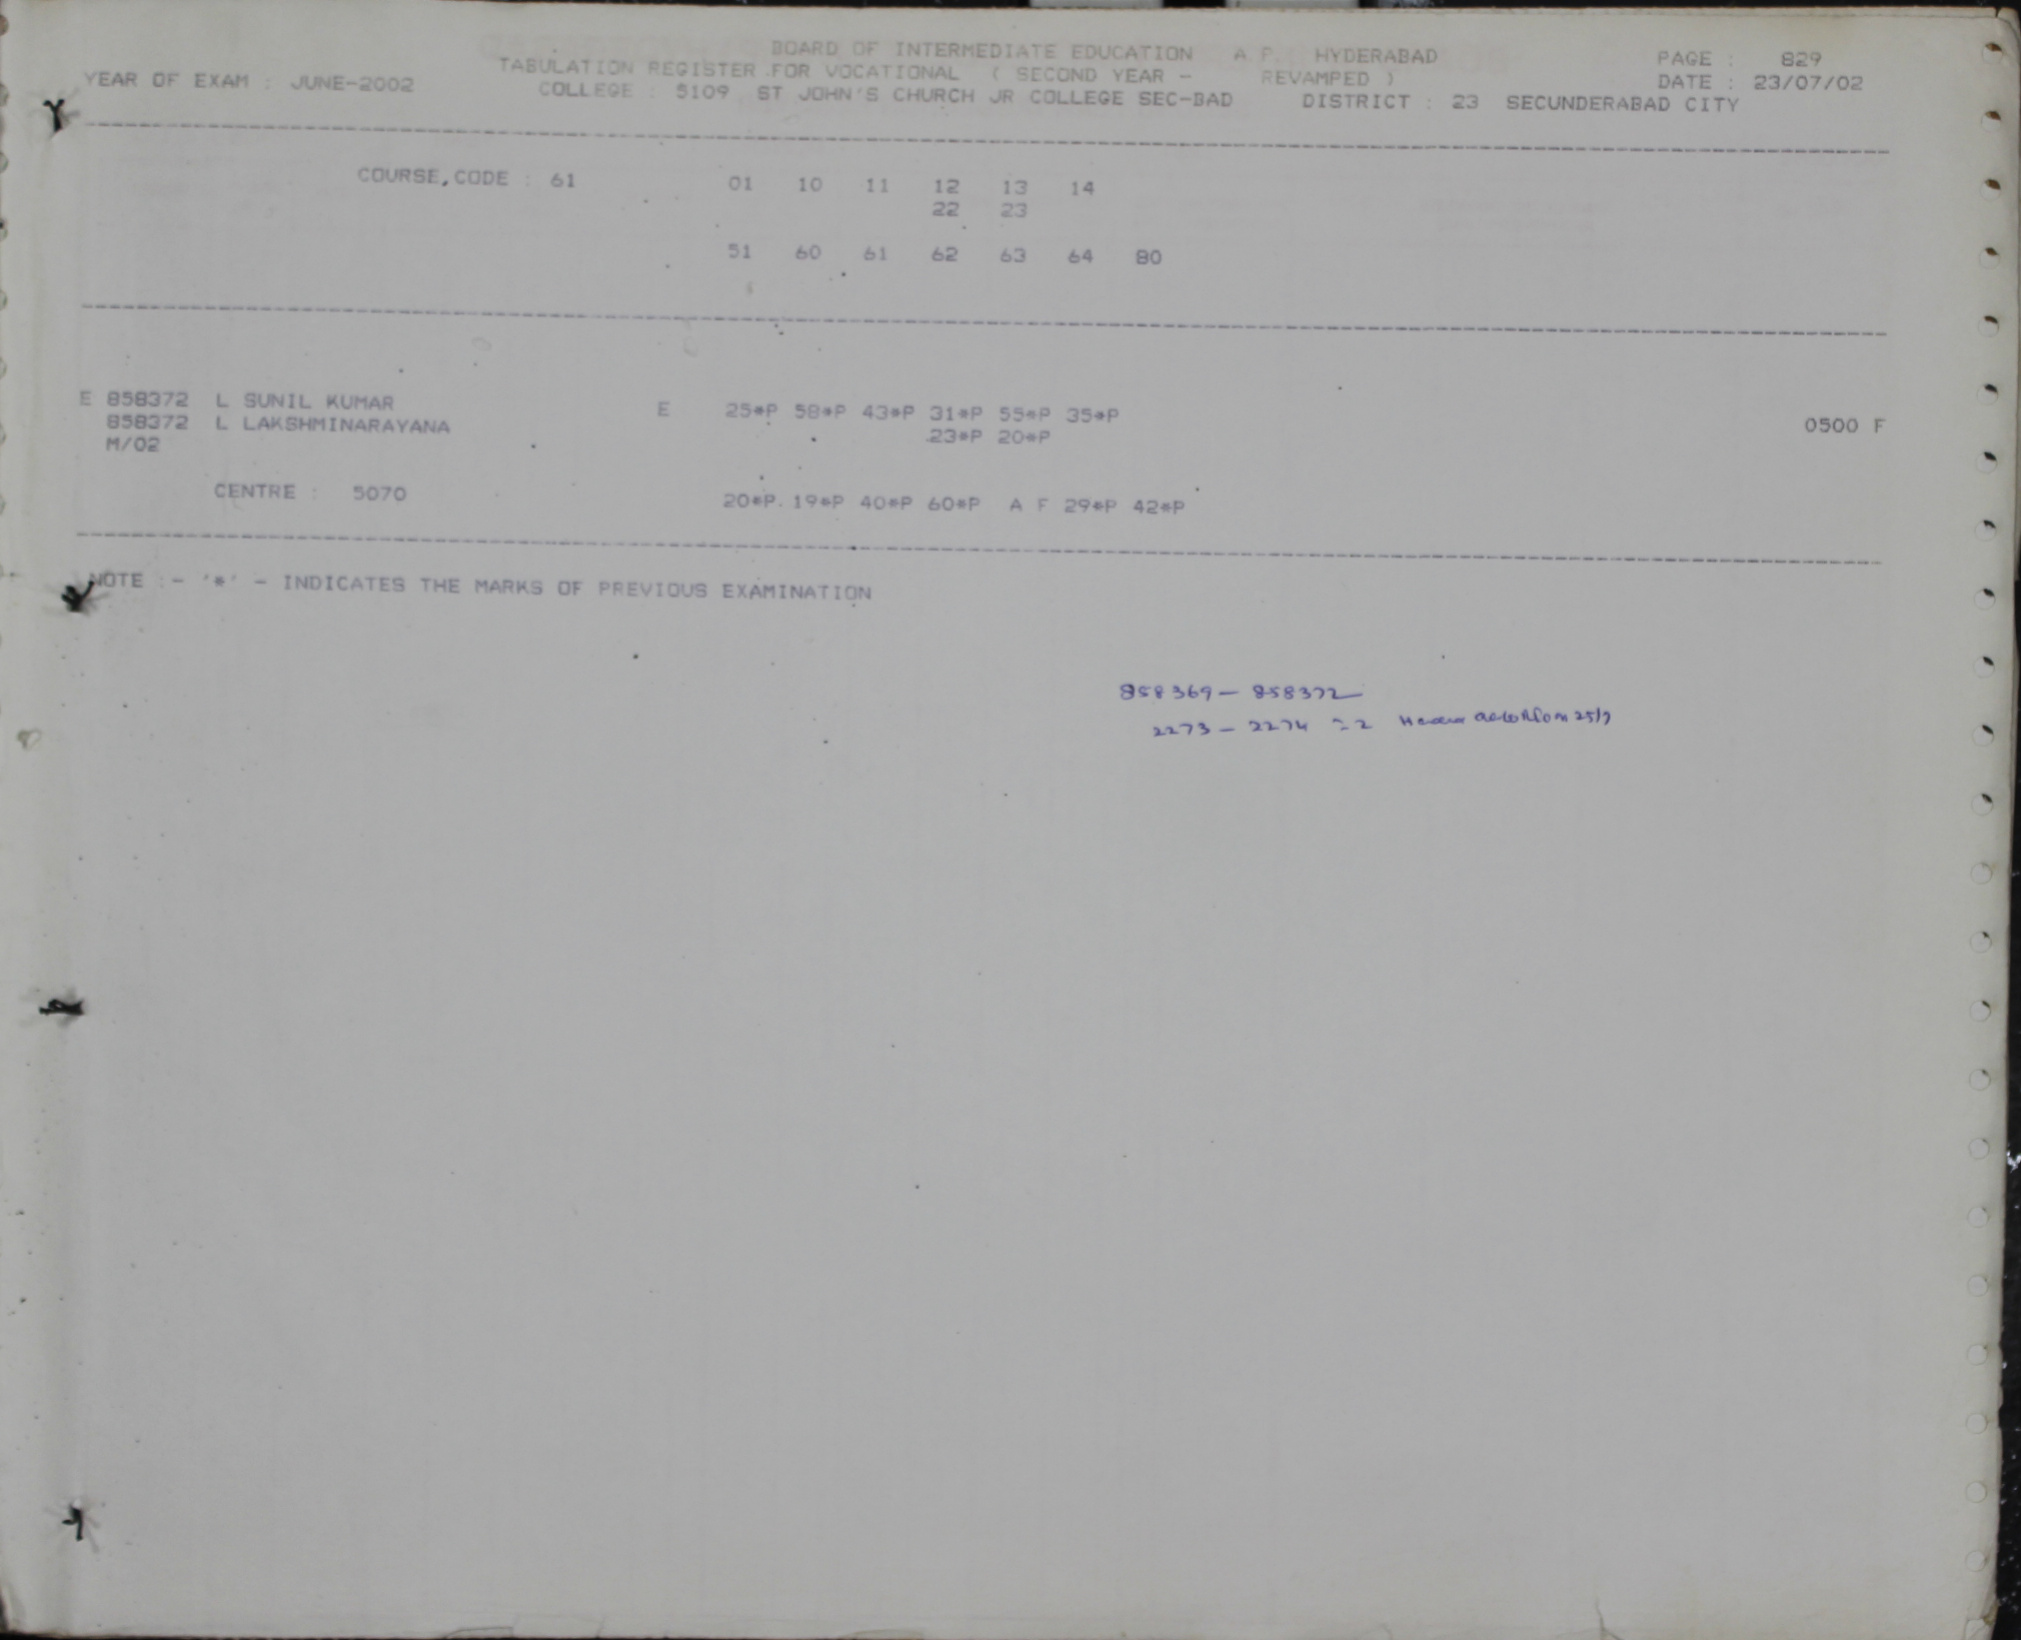 BOARD OF INTERMEDIATE EDUCATION A P. HYDERABAD PAGE : 829
YEAR OF EXAM : JUNE-2002 TABULATION REGISTER FOR VOCATIONAL ( SECOND YEAR - REVAMPED ) DATE : 23/07/02
COLLEGE : 5109 ST JOHN'S CHURCH JR COLLEGE SEC-BAD DISTRICT : 23 SECUNDERABAD CITY
COURSE,CODE : 61 01 10 11 12 13 14
22 23
51 60 61 62 63 64 80
E 858372 L SUNIL KUMAR E 25*P 58*P 43*P 31*P 55*P 35*P 0500 F
858372 L LAKSHMINARAYANA 23*P 20*P
M/02
CENTRE : 5070 20*P 19*P 40*P 60*P A F 29*P 42*P
NOTE :- '*' - INDICATES THE MARKS OF PREVIOUS EXAMINATION
858369 - 858372
2273 - 2274 = 2